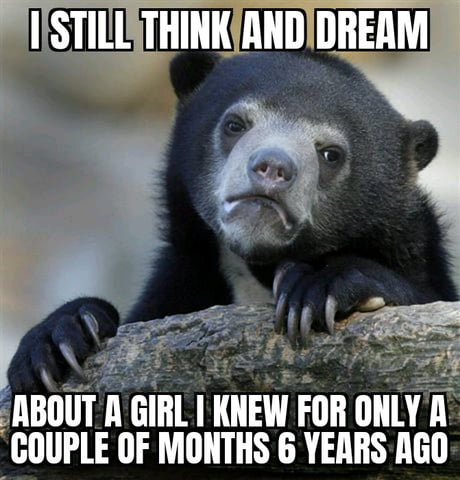 I STILL THINK AND DREAM
ABOUT A GIRL I KNEW FOR ONLY A
COUPLE OF MONTHS 6 YEARS AGO